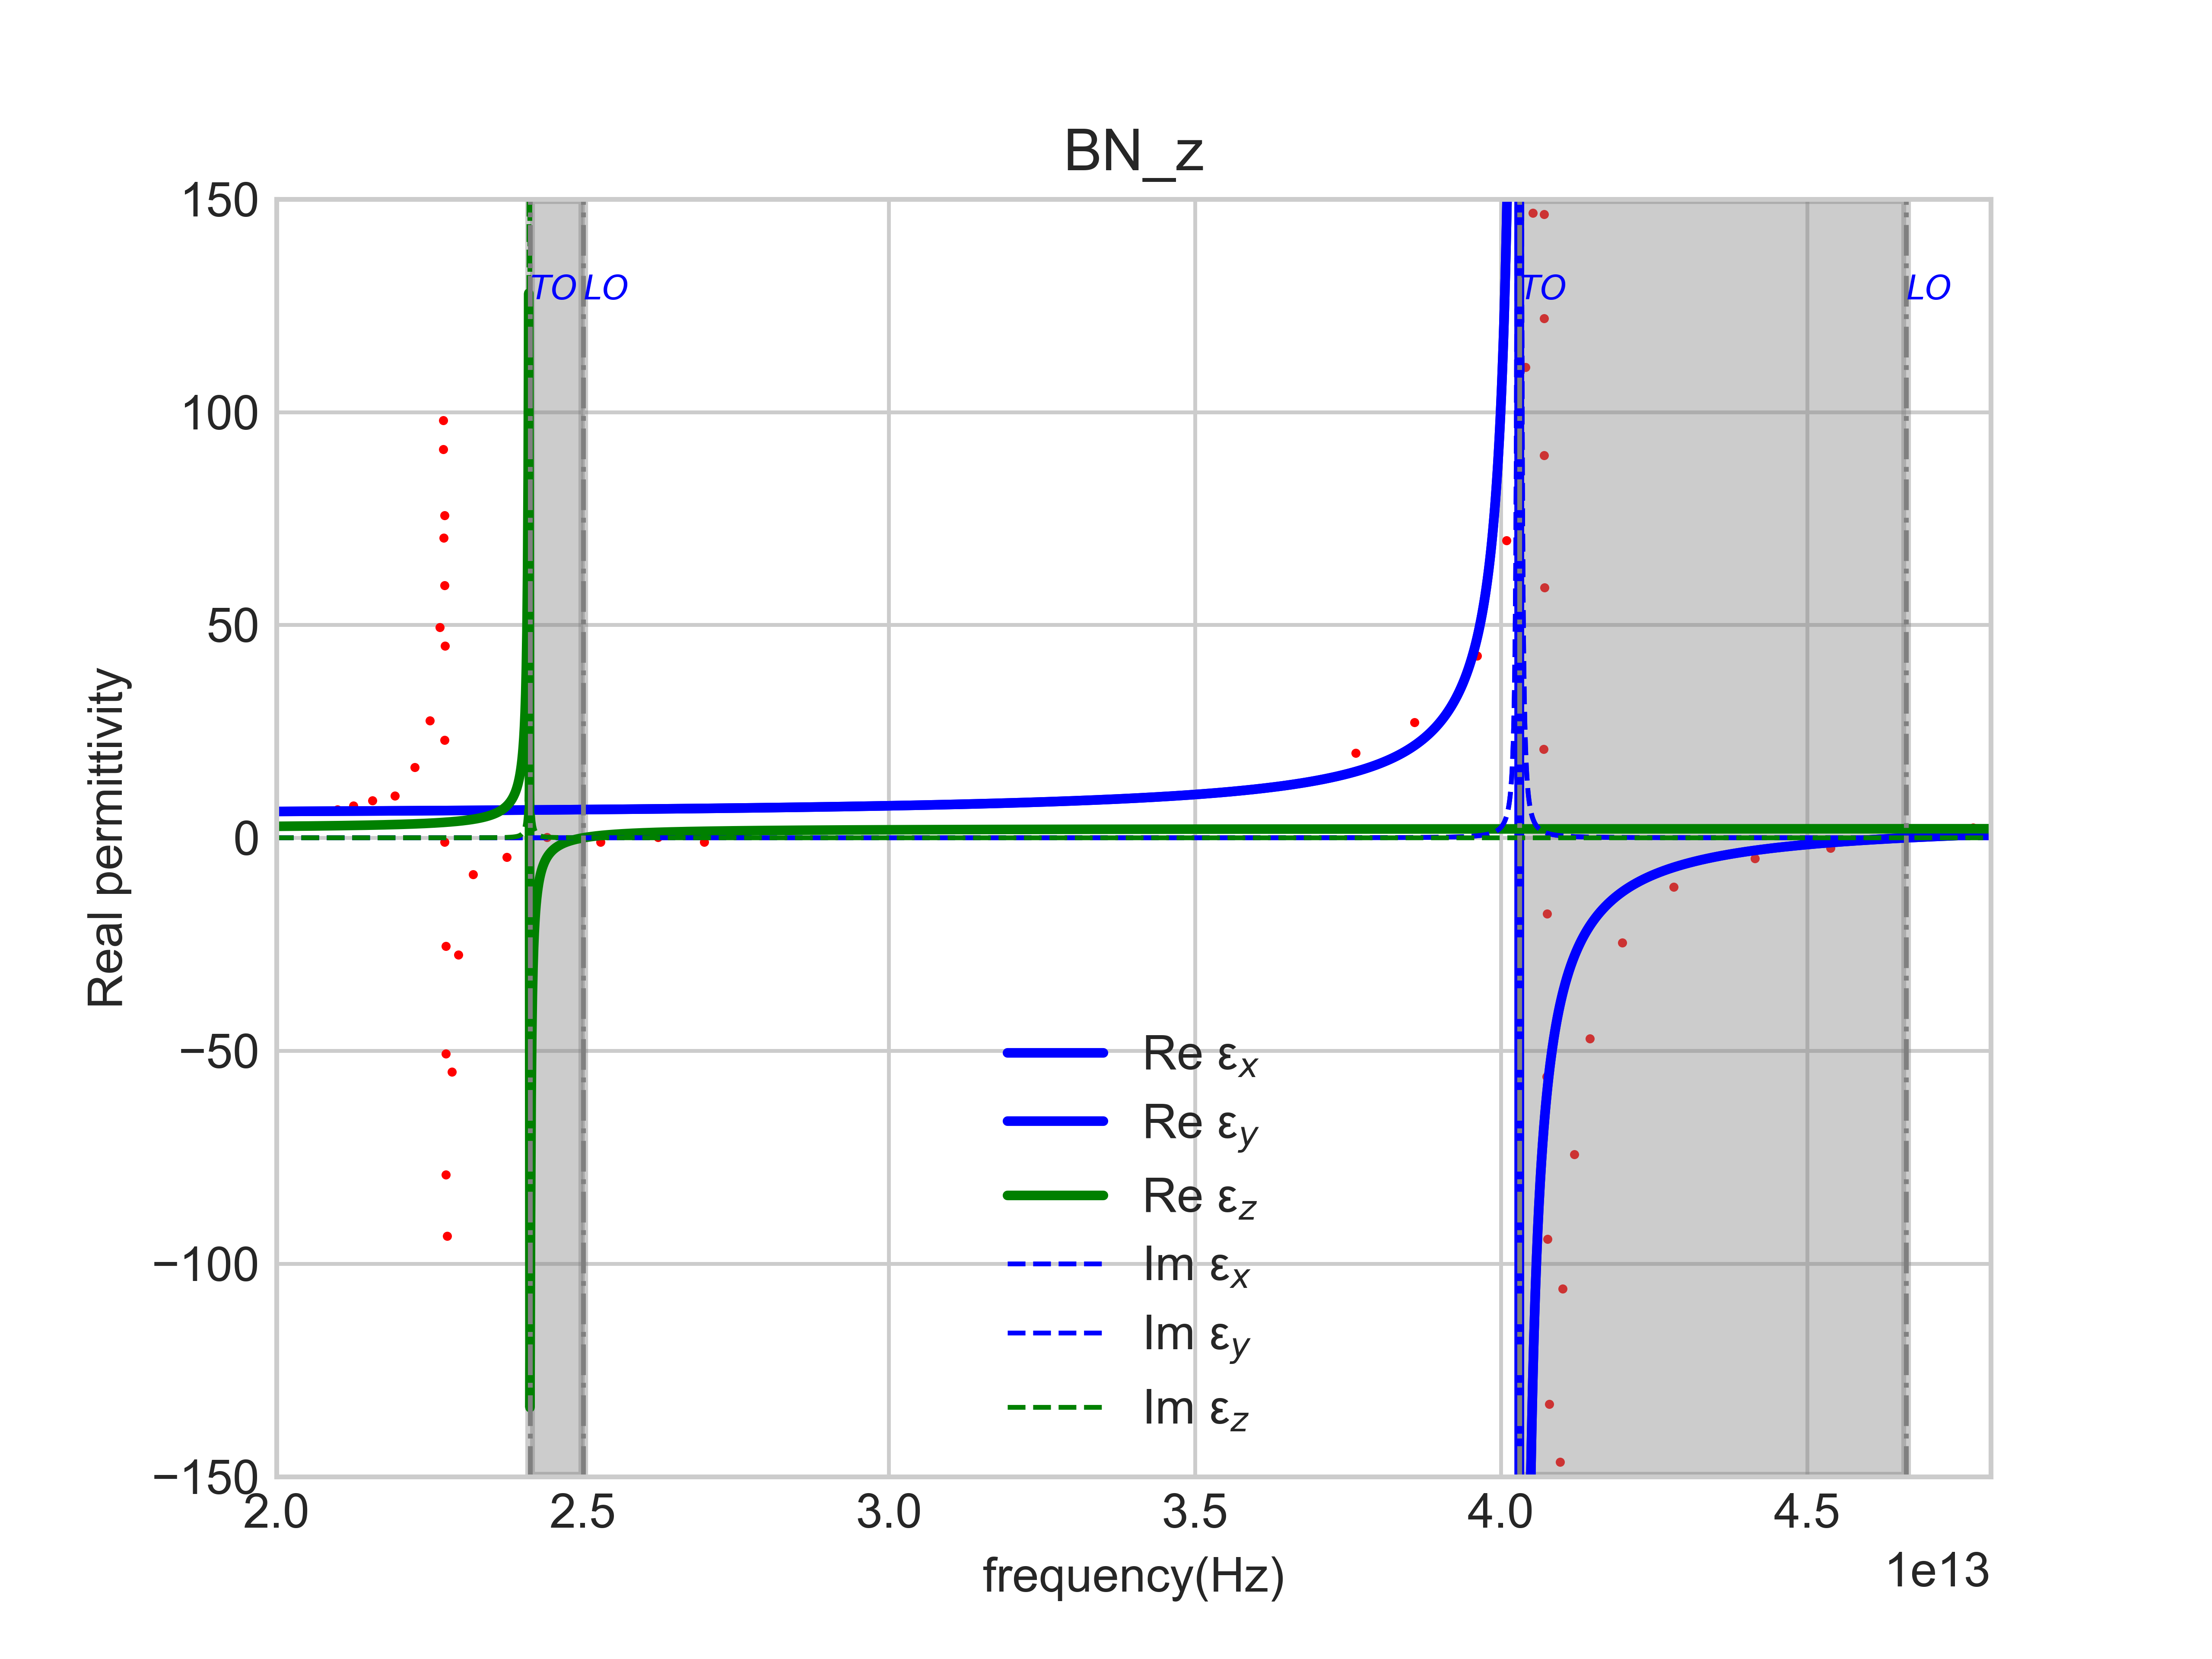 BN_z
150
100
50
0
−50
−100
−150
Real permittivity
TO LO
TO
LO
Re εx
Re εy
Re εz
Im εx
Im εy
Im εz
2.0 2.5 3.0 3.5 4.0 4.5
frequency(Hz)
1e13